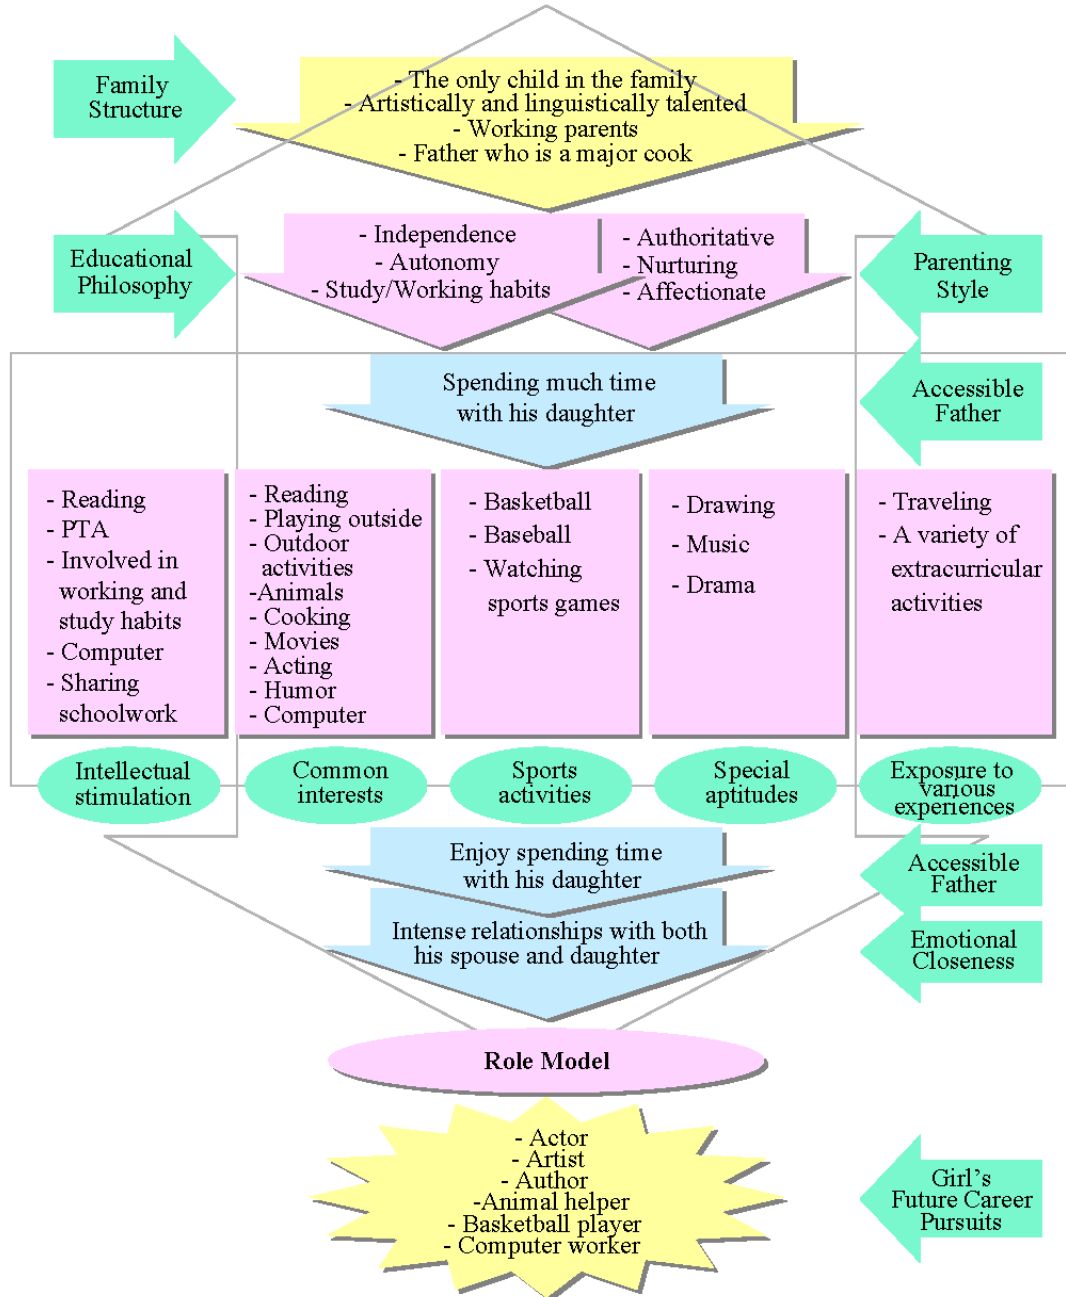 Family
Structure
- The only child in the family
- Artistically and linguistically talented
- Working parents
- Father who is a major cook
Educational
Philosophy
- Independence
- Autonomy
- Study/Working habits
- Authoritative
- Nurturing
- Affectionate
Parenting
Style
Spending much time
with his daughter
Accessible
Father
- Reading
- PTA
- Involved in
working and
study habits
- Computer
- Sharing
schoolwork
- Reading
- Playing outside
- Outdoor
activities
-Animals
- Cooking
- Movies
- Acting
- Humor
- Computer
- Basketball
- Baseball
- Watching
sports games
- Drawing
- Music
- Drama
- Traveling
- A variety of
extracurricular
activities
Intellectual
stimulation
Common
interests
Sports
activities
Special
aptitudes
Exposure to
various
experiences
Enjoy spending time
with his daughter
Accessible
Father
Intense relationships with both
his spouse and daughter
Emotional
Closeness
Role Model
- Actor
- Artist
- Author
-Animal helper
- Basketball player
- Computer worker
Girl's
Future Career
Pursuits